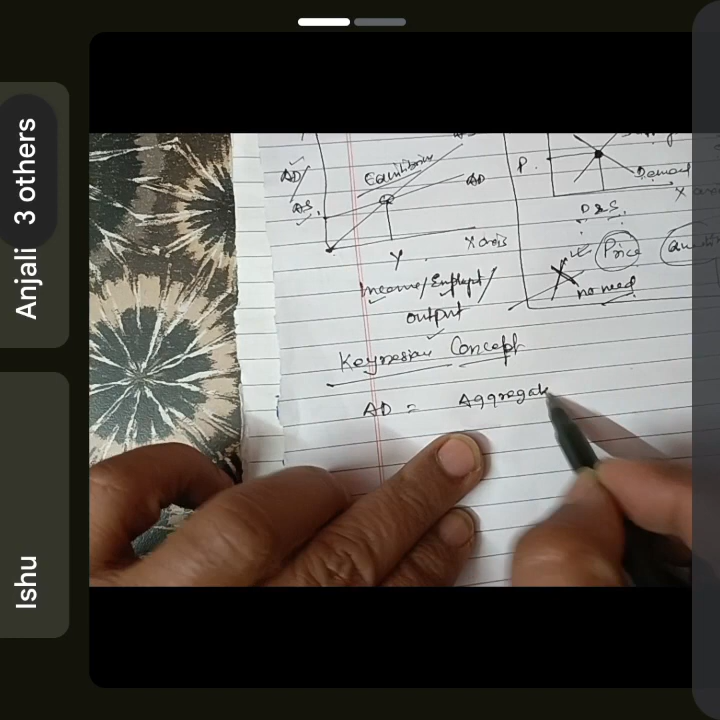 Anjali 3 others
Ishu
AD/
AS.
Equilibrium
AD
X axis
Y
Income/Employt/
output
P.
Demand
X
D & S.
Price
no need
Keynesian Concept
AD = Aggregate